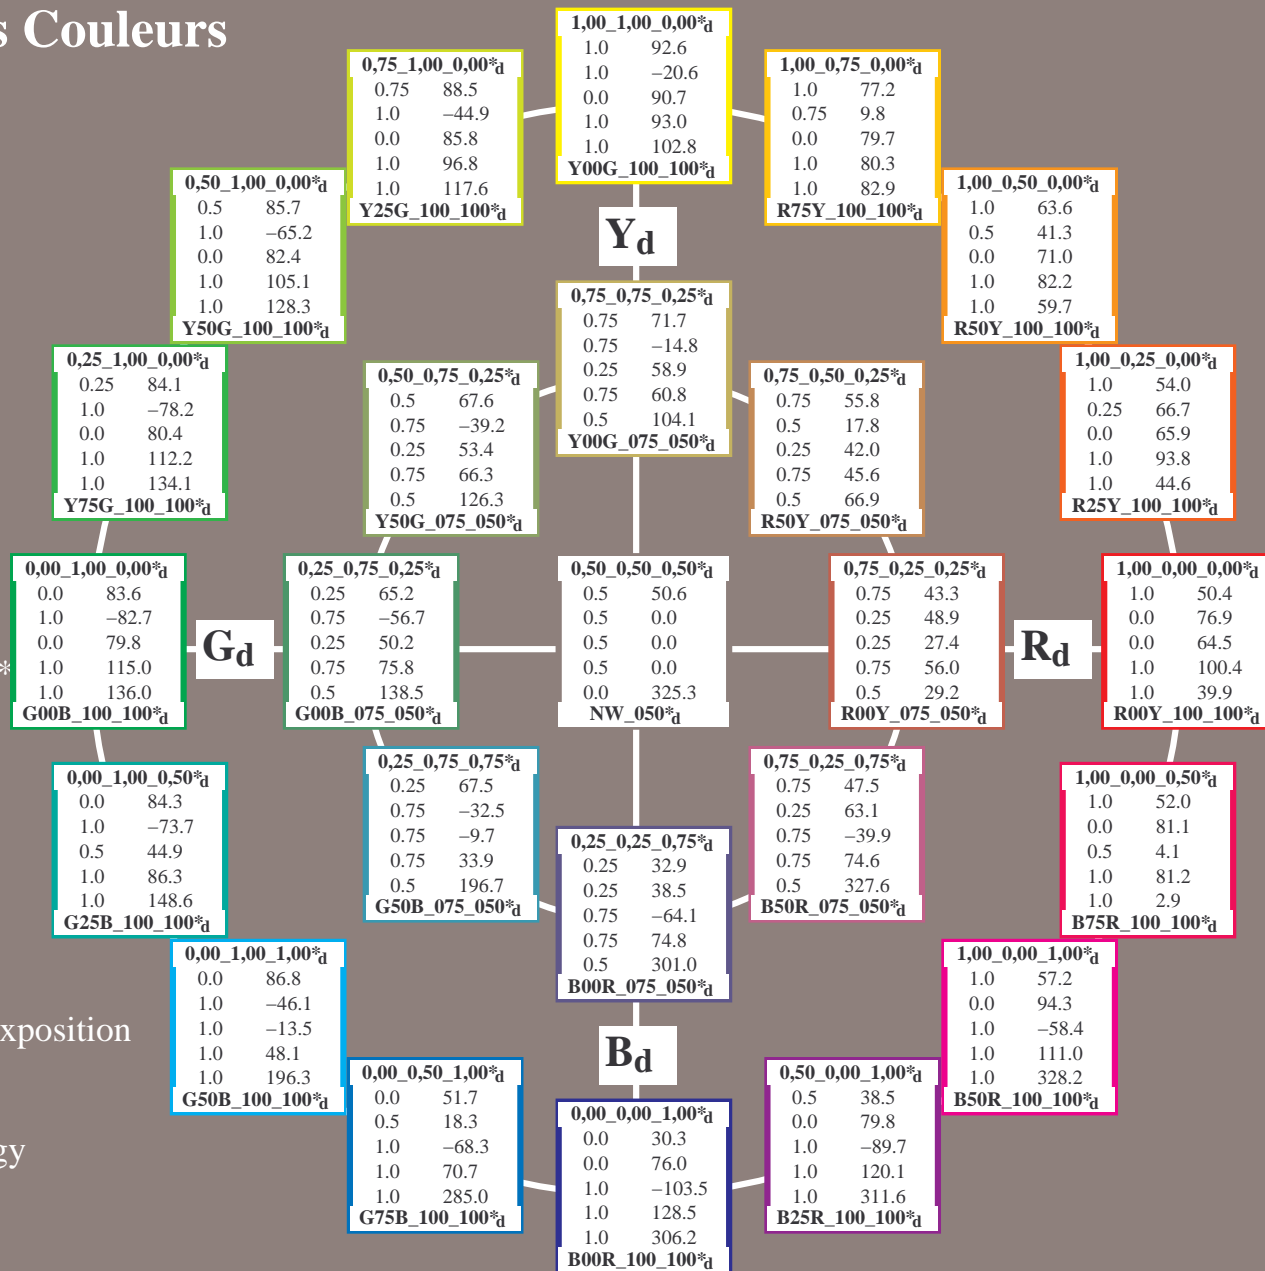 s Couleurs
1,00_1,00_0,00*d
1.0 92.6
1.0 −20.6
0.0 90.7
1.0 93.0
1.0 102.8
Y00G_100_100*d
0,75_1,00_0,00*d
0.75 88.5
1.0 −44.9
0.0 85.8
1.0 96.8
1.0 117.6
Y25G_100_100*d
1,00_0,75_0,00*d
1.0 77.2
0.75 9.8
0.0 79.7
1.0 80.3
1.0 82.9
R75Y_100_100*d
0,50_1,00_0,00*d
0.5 85.7
1.0 −65.2
0.0 82.4
1.0 105.1
1.0 128.3
Y50G_100_100*d
Yd
1,00_0,50_0,00*d
1.0 63.6
0.5 41.3
0.0 71.0
1.0 82.2
1.0 59.7
R50Y_100_100*d
0,75_0,75_0,25*d
0.75 71.7
0.75 −14.8
0.25 58.9
0.75 60.8
0.5 104.1
Y00G_075_050*d
0,25_1,00_0,00*d
0.25 84.1
1.0 −78.2
0.0 80.4
1.0 112.2
1.0 134.1
Y75G_100_100*d
0,50_0,75_0,25*d
0.5 67.6
0.75 −39.2
0.25 53.4
0.75 66.3
0.5 126.3
Y50G_075_050*d
0,75_0,50_0,25*d
0.75 55.8
0.5 17.8
0.25 42.0
0.75 45.6
0.5 66.9
R50Y_075_050*d
1,00_0,25_0,00*d
1.0 54.0
0.25 66.7
0.0 65.9
1.0 93.8
1.0 44.6
R25Y_100_100*d
*
0,00_1,00_0,00*d
0.0 83.6
1.0 −82.7
0.0 79.8
1.0 115.0
1.0 136.0
G00B_100_100*d
Gd
0,25_0,75_0,25*d
0.25 65.2
0.75 −56.7
0.25 50.2
0.75 75.8
0.5 138.5
G00B_075_050*d
0,50_0,50_0,50*d
0.5 50.6
0.5 0.0
0.5 0.0
0.5 0.0
0.0 325.3
NW_050*d
0,75_0,25_0,25*d
0.75 43.3
0.25 48.9
0.25 27.4
0.75 56.0
0.5 29.2
R00Y_075_050*d
Rd
1,00_0,00_0,00*d
1.0 50.4
0.0 76.9
0.0 64.5
1.0 100.4
1.0 39.9
R00Y_100_100*d
0,00_1,00_0,50*d
0.0 84.3
1.0 −73.7
0.5 44.9
1.0 86.3
1.0 148.6
G25B_100_100*d
0,25_0,75_0,75*d
0.25 67.5
0.75 −32.5
0.75 −9.7
0.75 33.9
0.5 196.7
G50B_075_050*d
0,75_0,25_0,75*d
0.75 47.5
0.25 63.1
0.75 −39.9
0.75 74.6
0.5 327.6
B50R_075_050*d
1,00_0,00_0,50*d
1.0 52.0
0.0 81.1
0.5 4.1
1.0 81.2
1.0 2.9
B75R_100_100*d
0,25_0,25_0,75*d
0.25 32.9
0.25 38.5
0.75 −64.1
0.75 74.8
0.5 301.0
B00R_075_050*d
0,00_1,00_1,00*d
0.0 86.8
1.0 −46.1
1.0 −13.5
1.0 48.1
1.0 196.3
G50B_100_100*d
1,00_0,00_1,00*d
1.0 57.2
0.0 94.3
1.0 −58.4
1.0 111.0
1.0 328.2
B50R_100_100*d
xposition
Bd
0,00_0,50_1,00*d
0.0 51.7
0.5 18.3
1.0 −68.3
1.0 70.7
1.0 285.0
G75B_100_100*d
0,50_0,00_1,00*d
0.5 38.5
0.0 79.8
1.0 −89.7
1.0 120.1
1.0 311.6
B25R_100_100*d
gy
0,00_0,00_1,00*d
0.0 30.3
0.0 76.0
1.0 −103.5
1.0 128.5
1.0 306.2
B00R_100_100*d